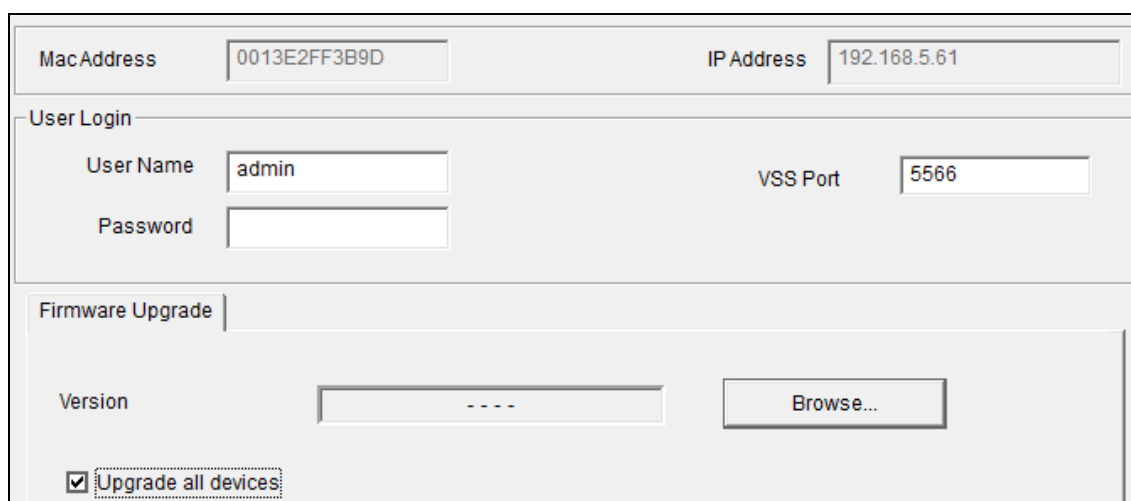 Mac Address 0013E2FF3B9D IP Address 192.168.5.61
User Login
User Name admin VSS Port 5566
Password
Firmware Upgrade
Version - - - - Browse...
Upgrade all devices